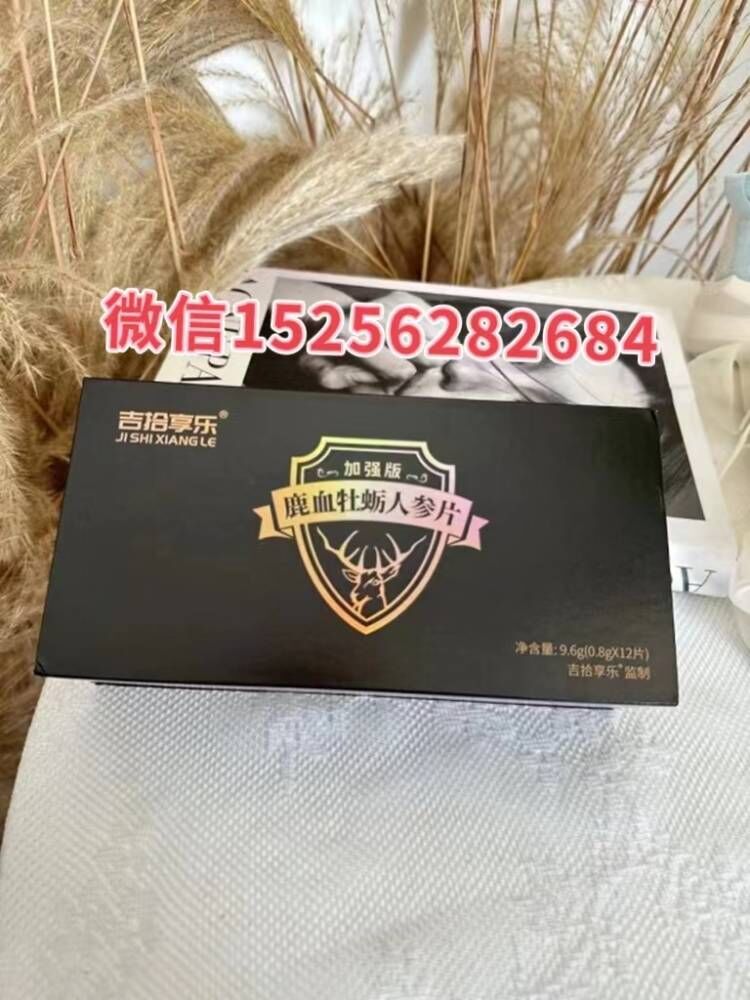 微信15256282684
吉拾享乐®
JI SHI XIANG LE
加强版
鹿血牡蛎人参片
净含量: 9.6g(0.8gX12片)
吉拾享乐®监制